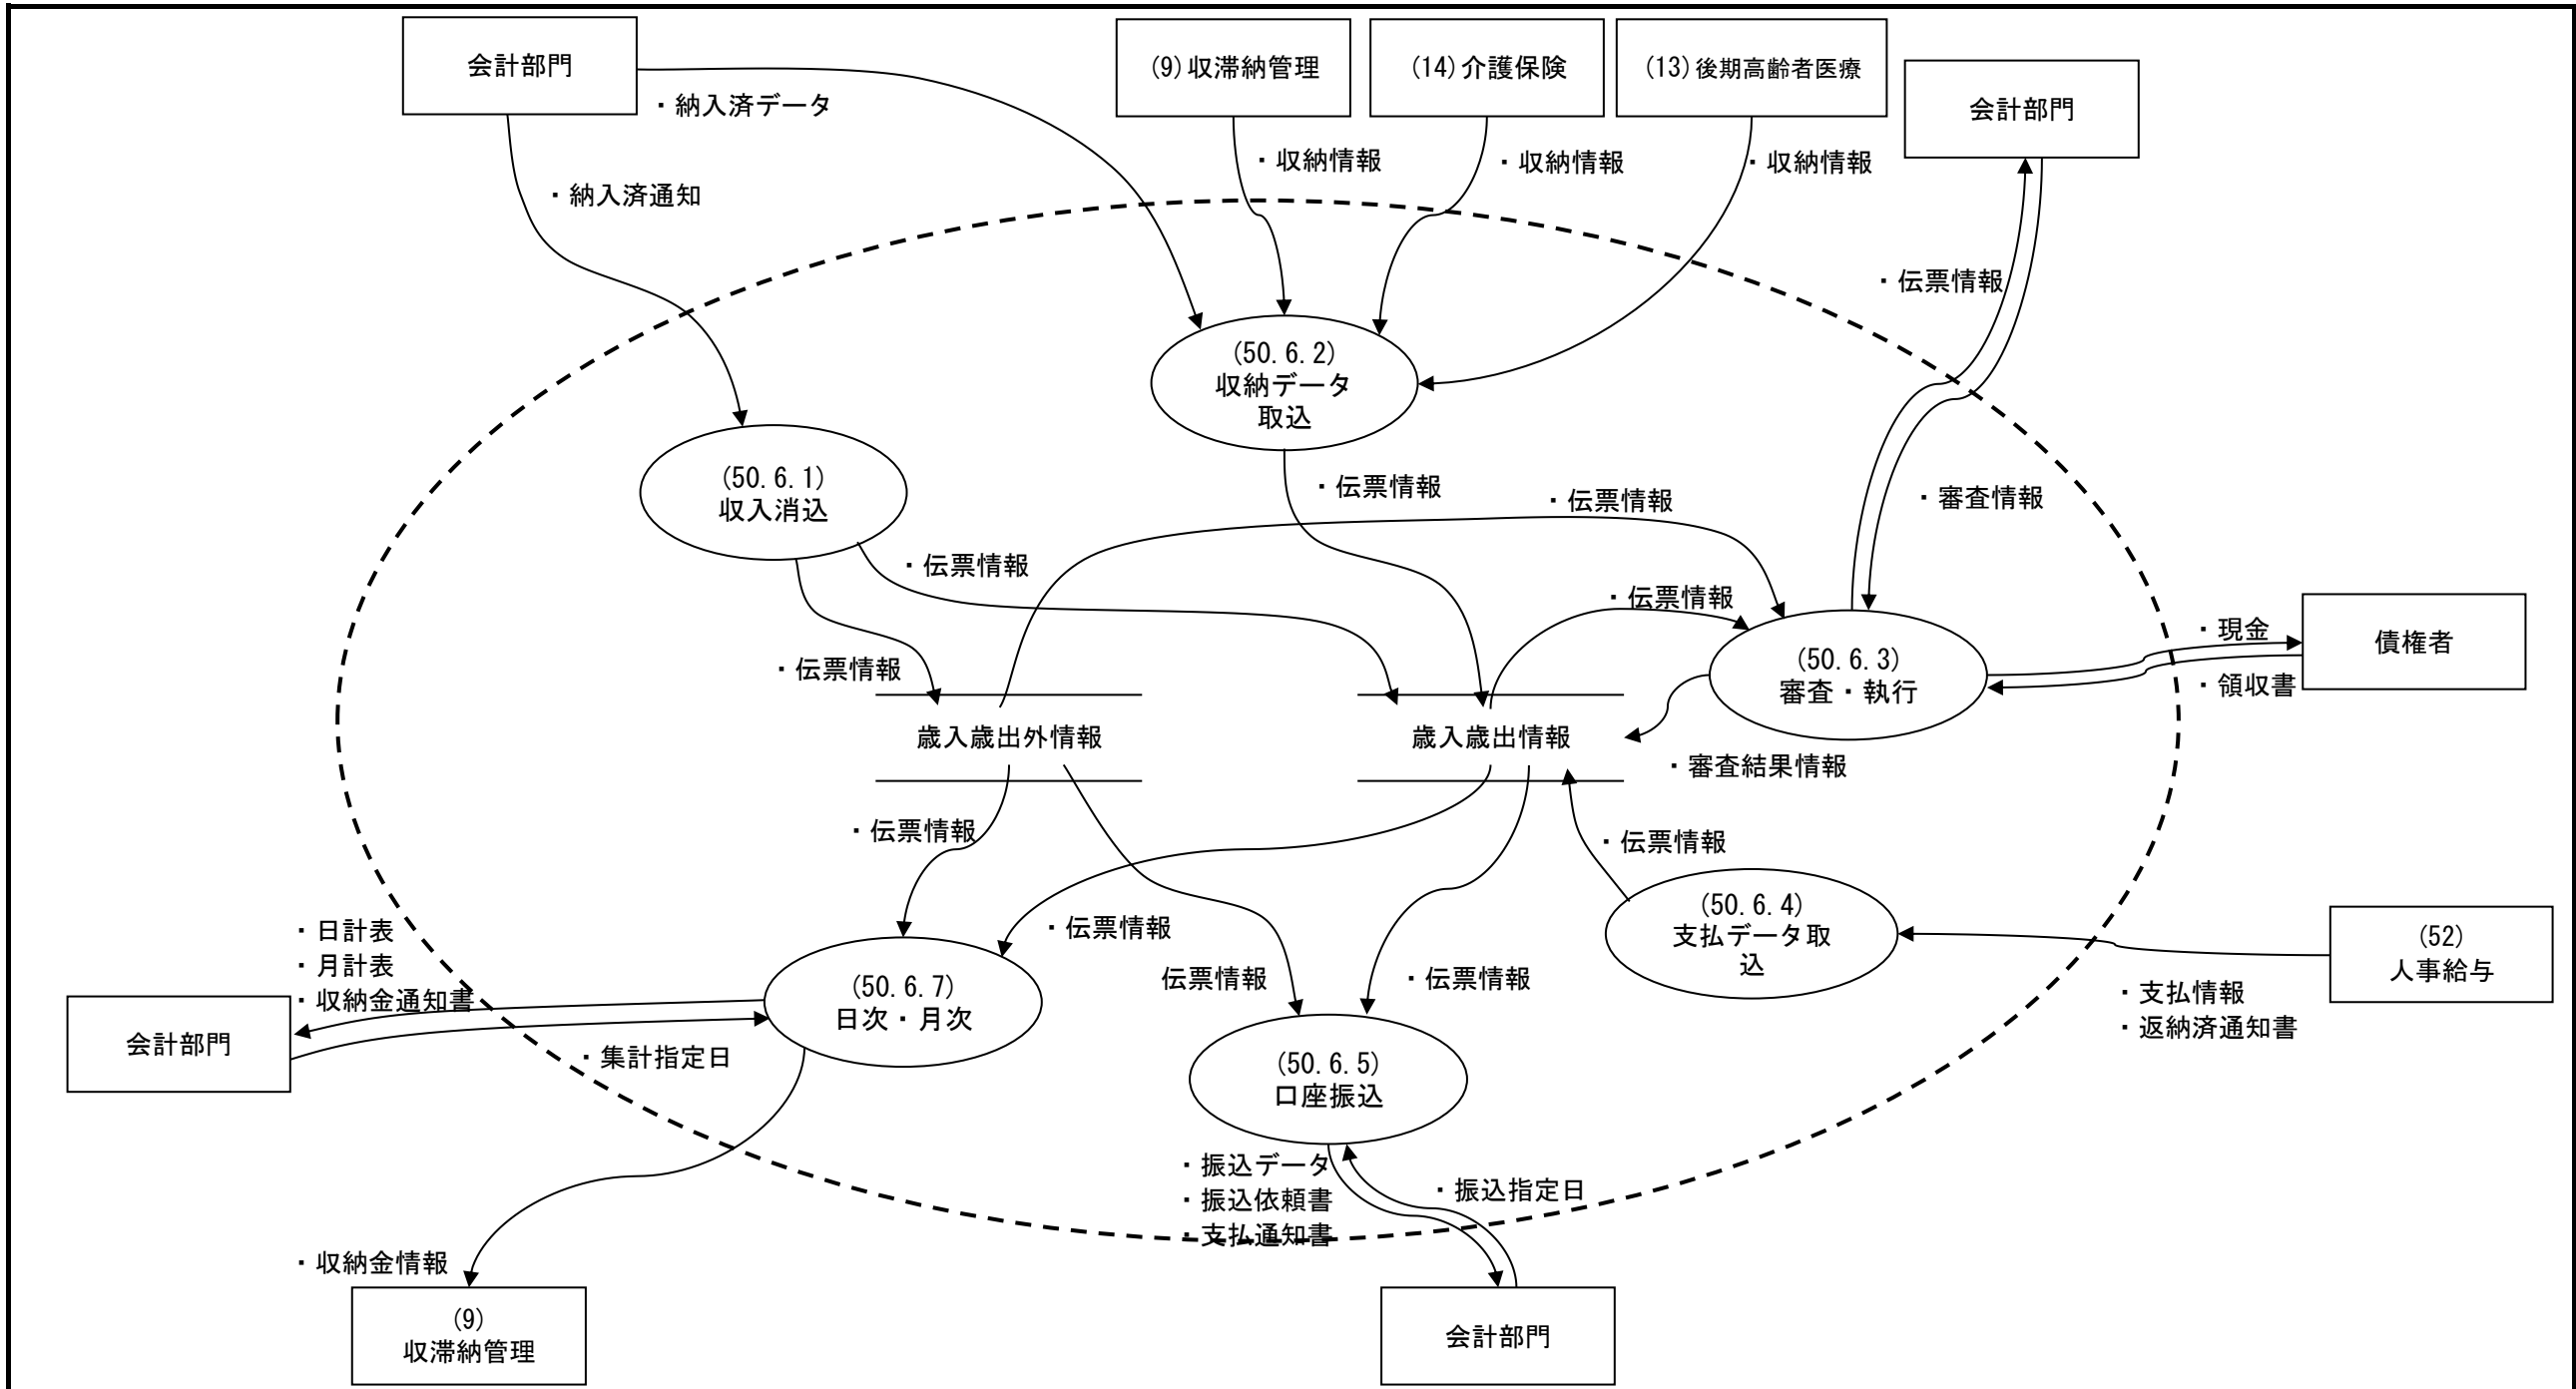 会計部門
(9)収滞納管理
(14)介護保険
(13)後期高齢者医療
会計部門
・納入済データ
・収納情報
・収納情報
・収納情報
・納入済通知
・伝票情報
(50.6.2)
収納データ
取込
(50.6.1)
収入消込
・伝票情報
・伝票情報
・審査情報
・伝票情報
・伝票情報
・伝票情報
(50.6.3)
審査・執行
・現金
・領収書
債権者
歳入歳出外情報
歳入歳出情報
・審査結果情報
・伝票情報
・伝票情報
(50.6.4)
支払データ取
込
(52)
人事給与
・支払情報
・返納済通知書
・日計表
・月計表
・収納金通知書
・伝票情報
伝票情報
・伝票情報
(50.6.7)
日次・月次
会計部門
・集計指定日
(50.6.5)
口座振込
・振込データ
・振込依頼書
・支払通知書
・振込指定日
・収納金情報
(9)
収滞納管理
会計部門